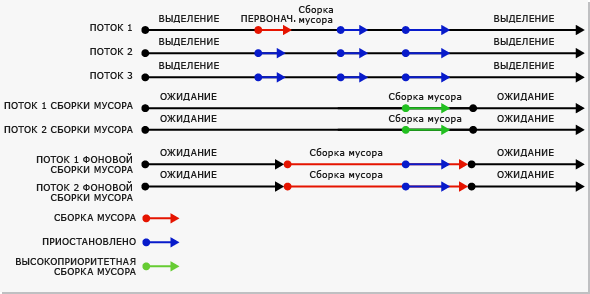 Сборка
мусора
ВЫДЕЛЕНИЕ ПЕРВОНАЧ. ВЫДЕЛЕНИЕ
ПОТОК 1
ВЫДЕЛЕНИЕ ВЫДЕЛЕНИЕ
ПОТОК 2
ВЫДЕЛЕНИЕ ВЫДЕЛЕНИЕ
ПОТОК 3
ОЖИДАНИЕ Сборка мусора ОЖИДАНИЕ
ПОТОК 1 СБОРКИ МУСОРА
ОЖИДАНИЕ Сборка мусора ОЖИДАНИЕ
ПОТОК 2 СБОРКИ МУСОРА
ОЖИДАНИЕ Сборка мусора ОЖИДАНИЕ
ПОТОК 1 ФОНОВОЙ
СБОРКИ МУСОРА
ОЖИДАНИЕ Сборка мусора ОЖИДАНИЕ
ПОТОК 2 ФОНОВОЙ
СБОРКИ МУСОРА
СБОРКА МУСОРА
ПРИОСТАНОВЛЕНО
ВЫСОКОПРИОРИТЕТНАЯ
СБОРКА МУСОРА